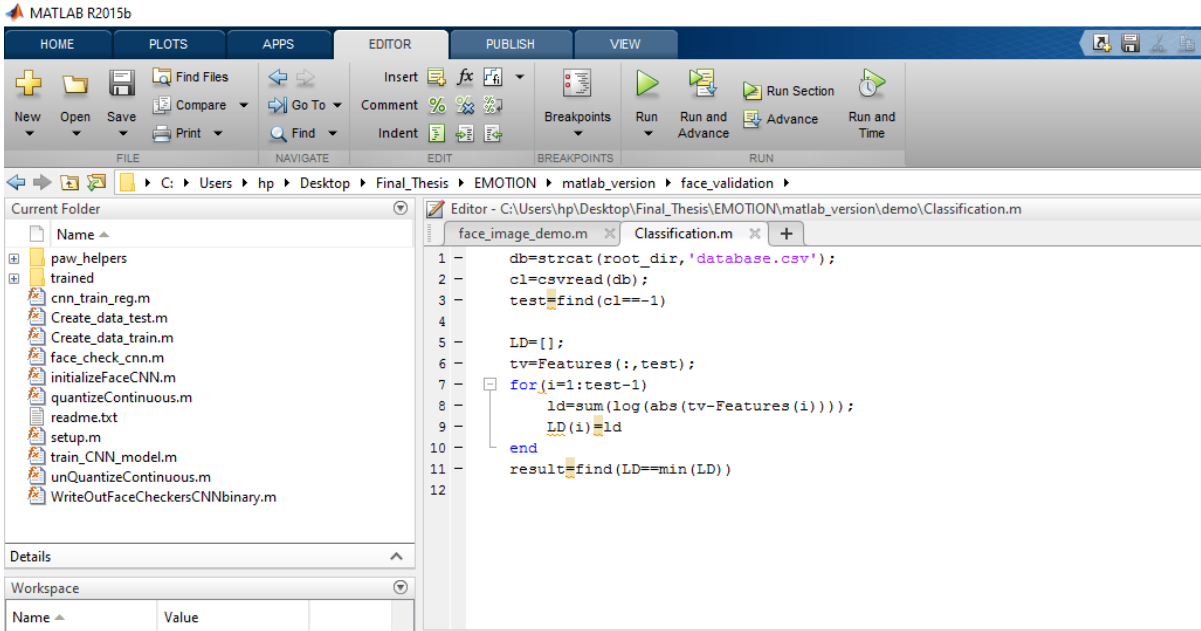 MATLAB R2015b
HOME PLOTS APPS EDITOR PUBLISH VIEW
New Open Save Find Files Compare Print
Go To Find
Insert fx Comment Indent
Breakpoints
Run Run and Advance Run Section Advance Run and Time
FILE NAVIGATE EDIT BREAKPOINTS RUN
C: Users hp Desktop Final_Thesis EMOTION matlab_version face_validation
Current Folder
Name
paw_helpers
trained
cnn_train_reg.m
Create_data_test.m
Create_data_train.m
face_check_cnn.m
initializeFaceCNN.m
quantizeContinuous.m
readme.txt
setup.m
train_CNN_model.m
unQuantizeContinuous.m
WriteOutFaceCheckersCNNbinary.m
Details
Workspace
Name Value
Editor - C:\Users\hp\Desktop\Final_Thesis\EMOTION\matlab_version\demo\Classification.m
face_image_demo.m Classification.m +
1 - db=strcat(root_dir,'database.csv');
2 - cl=csvread(db);
3 - test=find(cl==-1)
4
5 - LD=[];
6 - tv=Features(:,test);
7 - for(i=1:test-1)
8 - ld=sum(log(abs(tv-Features(i))));
9 - LD(i)=ld
10 - end
11 - result=find(LD==min(LD))
12